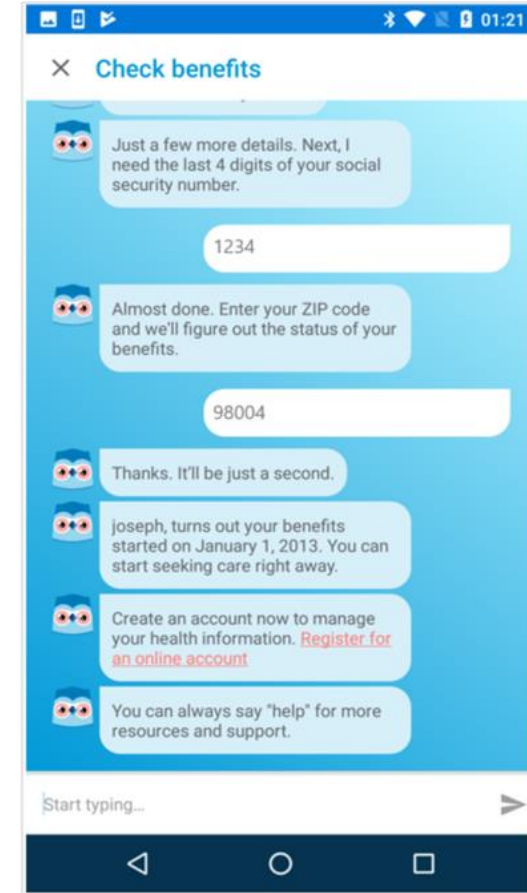 01:21
Check benefits
Just a few more details. Next, I
need the last 4 digits of your social
security number.
1234
Almost done. Enter your ZIP code
and we'll figure out the status of your
benefits.
98004
Thanks. It'll be just a second.
joseph, turns out your benefits
started on January 1, 2013. You can
start seeking care right away.
Create an account now to manage
your health information. Register for
an online account
You can always say "help" for more
resources and support.
Start typing...